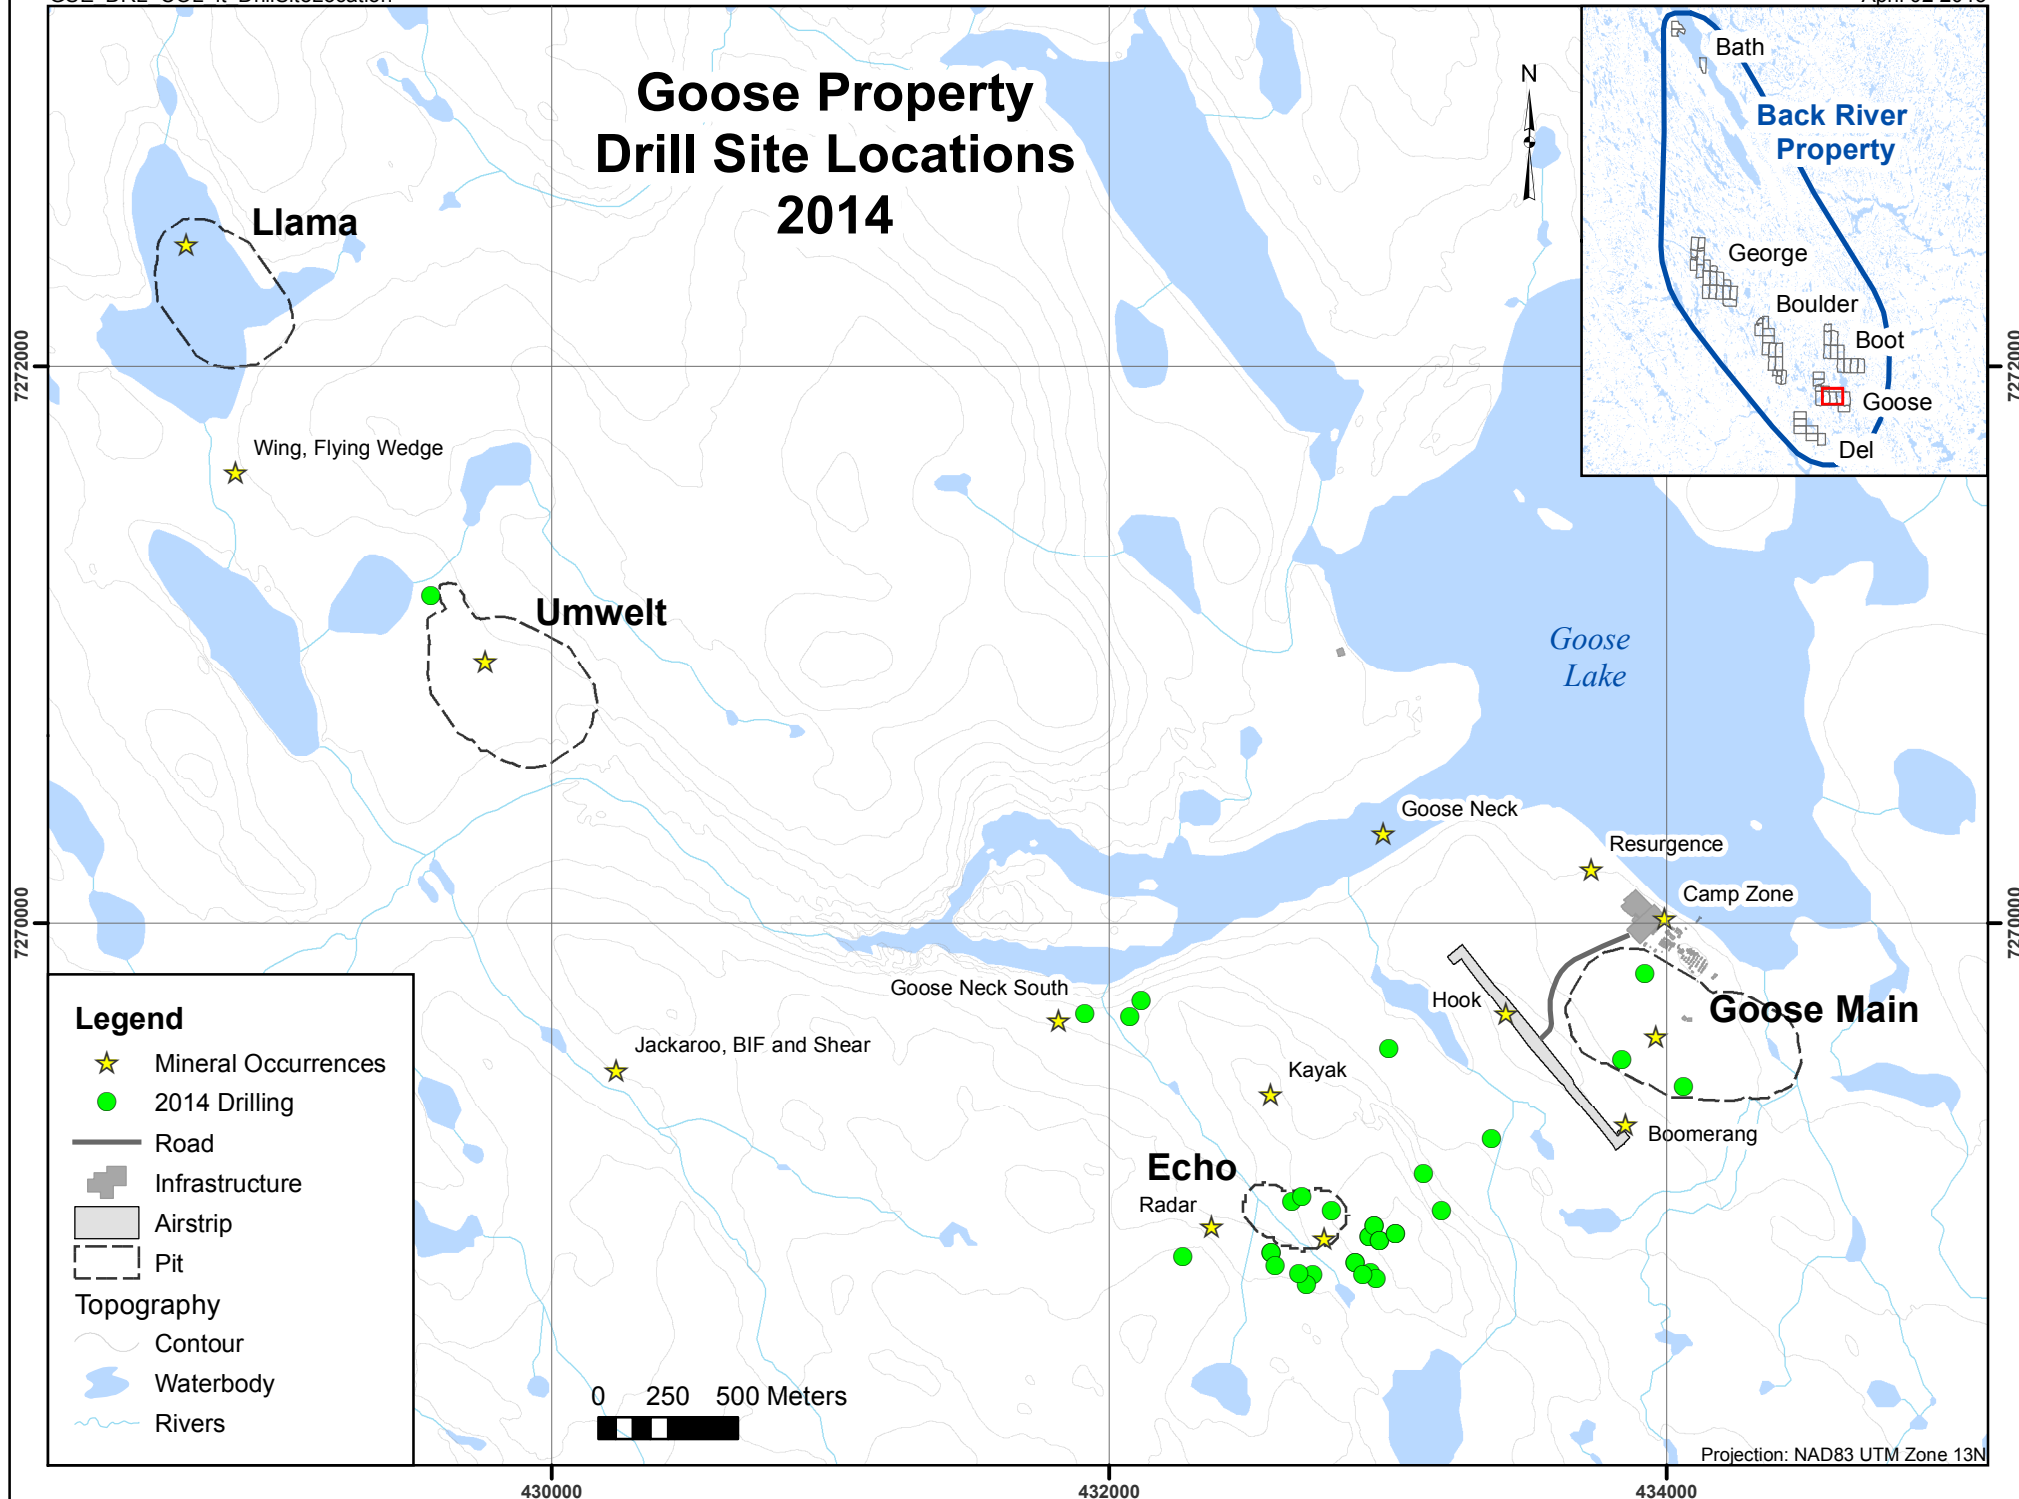 Goose Property
Drill Site Locations
2014
N
Bath
Back River
Property
George
Boulder
Boot
Goose
Del
Llama
7272000
7272000
Wing, Flying Wedge
Umwelt
Goose
Lake
Goose Neck
Resurgence
Camp Zone
7270000
7270000
Goose Neck South
Hook
Goose Main
Jackaroo, BIF and Shear
Kayak
Boomerang
Echo
Radar
Legend
Mineral Occurrences
2014 Drilling
Road
Infrastructure
Airstrip
Pit
Topography
Contour
Waterbody
Rivers
0 250 500 Meters
Projection: NAD83 UTM Zone 13N
430000
432000
434000